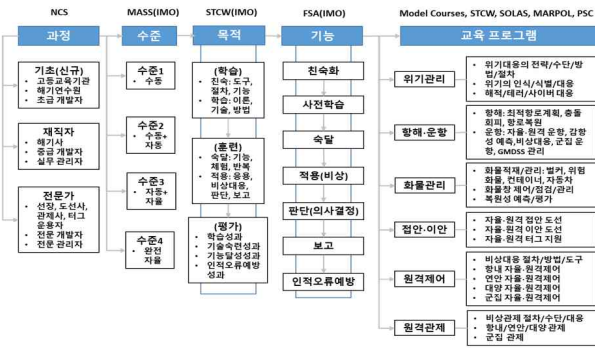 NCS
MASS(IMO)
STCW(IMO)
FSA(IMO)
Model Courses, STCW, SOLAS, MARPOL, PSC
과정
수준
목적
기능
교육 프로그램
기초(신규)
• 고등교육기관
• 해기연수원
• 초급 개발자
재직자
• 해기사
• 중급 개발자
• 실무 관리자
전문가
• 선장, 도선사,
관제사, 터그
운용자
• 전문 개발자
• 전문 관리자
수준1
• 수동
수준2
• 수동+
자동
수준3
• 자동+
자율
수준4
• 완전
자율
(학습)
• 친숙: 도구,
절차, 기능
• 학습: 이론,
기술, 방법
(훈련)
• 숙달: 기능,
체험, 반복
• 적용: 응용,
비상대응,
판단, 보고
(평가)
• 학습성과
• 기술숙련성과
• 기능달성성과
• 인적오류예방
성과
친숙화
사전학습
숙달
적용(비상)
판단(의사결정)
보고
인적오류예방
위기관리
• 위기대응의 전략/수단/방
법/절차
• 위기의 인식/식별/대응
• 해적/테러/사이버 대응
항해·운항
• 항해: 최적항로계획, 충돌
회피, 항로복원
• 운항: 자율·원격 운항, 감항
성 예측,비상대응, 군집 운
항, GMDSS 관리
화물관리
• 화물적재/관리: 벌커, 위험
화물, 컨테이너, 자동차
• 화물창 제어/점검/관리
• 복원성 예측/평가
접안·이안
• 자율·원격 접안 도선
• 자율·원격 이안 도선
• 자율·원격 터그 지원
원격제어
• 비상대응 절차/방법/도구
• 항내 자율·원격제어
• 연안 자율·원격제어
• 대양 자율·원격제어
• 군집 자율·원격제어
원격관제
• 비상관제 절차/수단/대응
• 항내/연안/대양 관제
• 군집 관제